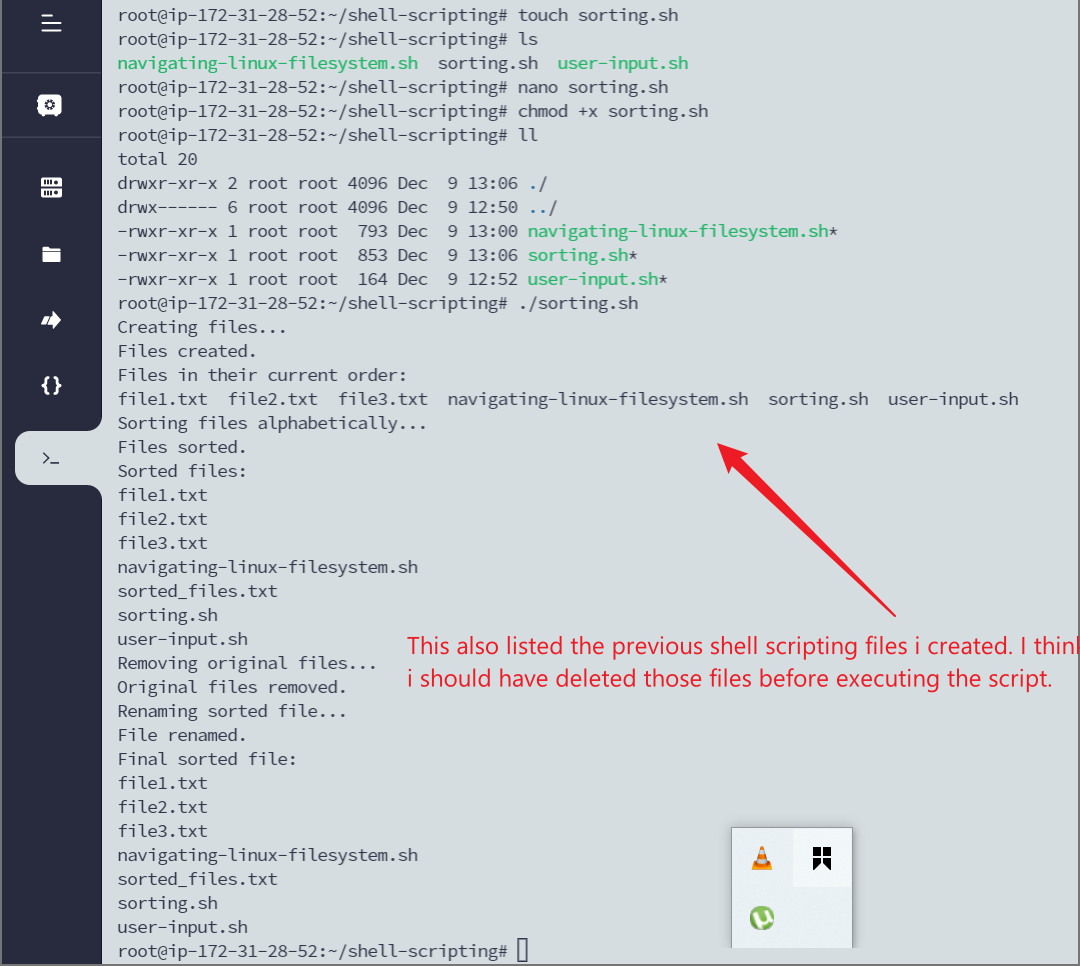 root@ip-172-31-28-52:~/shell-scripting# touch sorting.sh
root@ip-172-31-28-52:~/shell-scripting# ls
navigating-linux-filesystem.sh  sorting.sh  user-input.sh
root@ip-172-31-28-52:~/shell-scripting# nano sorting.sh
root@ip-172-31-28-52:~/shell-scripting# chmod +x sorting.sh
root@ip-172-31-28-52:~/shell-scripting# ll
total 20
drwxr-xr-x 2 root root 4096 Dec  9 13:06 ./
drwx------ 6 root root 4096 Dec  9 12:50 ../
-rwxr-xr-x 1 root root  793 Dec  9 13:00 navigating-linux-filesystem.sh*
-rwxr-xr-x 1 root root  853 Dec  9 13:06 sorting.sh*
-rwxr-xr-x 1 root root  164 Dec  9 12:52 user-input.sh*
root@ip-172-31-28-52:~/shell-scripting# ./sorting.sh
Creating files...
Files created.
Files in their current order:
file1.txt  file2.txt  file3.txt  navigating-linux-filesystem.sh  sorting.sh  user-input.sh
Sorting files alphabetically...
Files sorted.
Sorted files:
file1.txt
file2.txt
file3.txt
navigating-linux-filesystem.sh
sorted_files.txt
sorting.sh
user-input.sh
This also listed the previous shell scripting files i created. I think
i should have deleted those files before executing the script.
Removing original files...
Original files removed.
Renaming sorted file...
File renamed.
Final sorted file:
file1.txt
file2.txt
file3.txt
navigating-linux-filesystem.sh
sorted_files.txt
sorting.sh
user-input.sh
root@ip-172-31-28-52:~/shell-scripting#